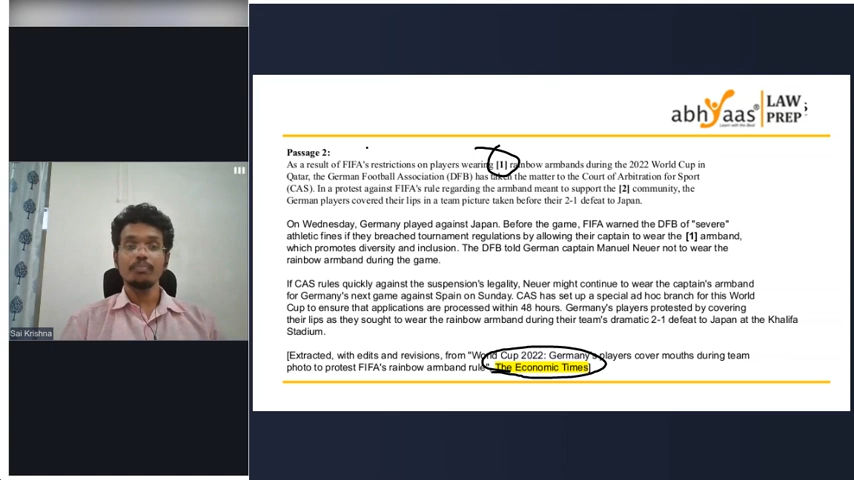 abhyaas®
Learn with the Best
LAW
PREP
Passage 2:
As a result of FIFA's restrictions on players wearing [1] rainbow armbands during the 2022 World Cup in
Qatar, the German Football Association (DFB) has taken the matter to the Court of Arbitration for Sport
(CAS). In a protest against FIFA's rule regarding the armband meant to support the [2] community, the
German players covered their lips in a team picture taken before their 2-1 defeat to Japan.
On Wednesday, Germany played against Japan. Before the game, FIFA warned the DFB of "severe"
athletic fines if they breached tournament regulations by allowing their captain to wear the [1] armband,
which promotes diversity and inclusion. The DFB told German captain Manuel Neuer not to wear the
rainbow armband during the game.
If CAS rules quickly against the suspension's legality, Neuer might continue to wear the captain's armband
for Germany's next game against Spain on Sunday. CAS has set up a special ad hoc branch for this World
Cup to ensure that applications are processed within 48 hours. Germany's players protested by covering
their lips as they sought to wear the rainbow armband during their team's dramatic 2-1 defeat to Japan at the Khalifa
Stadium.
[Extracted, with edits and revisions, from "World Cup 2022: Germany's players cover mouths during team
photo to protest FIFA's rainbow armband rule", The Economic Times]
Sai Krishna